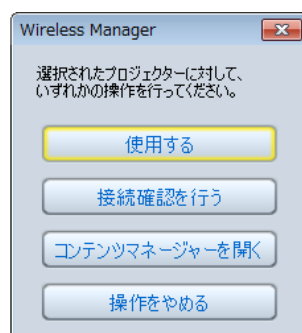 Wireless Manager
選択されたプロジェクターに対して、
いずれかの操作を行ってください。
使用する
接続確認を行う
コンテンツマネージャーを開く
操作をやめる